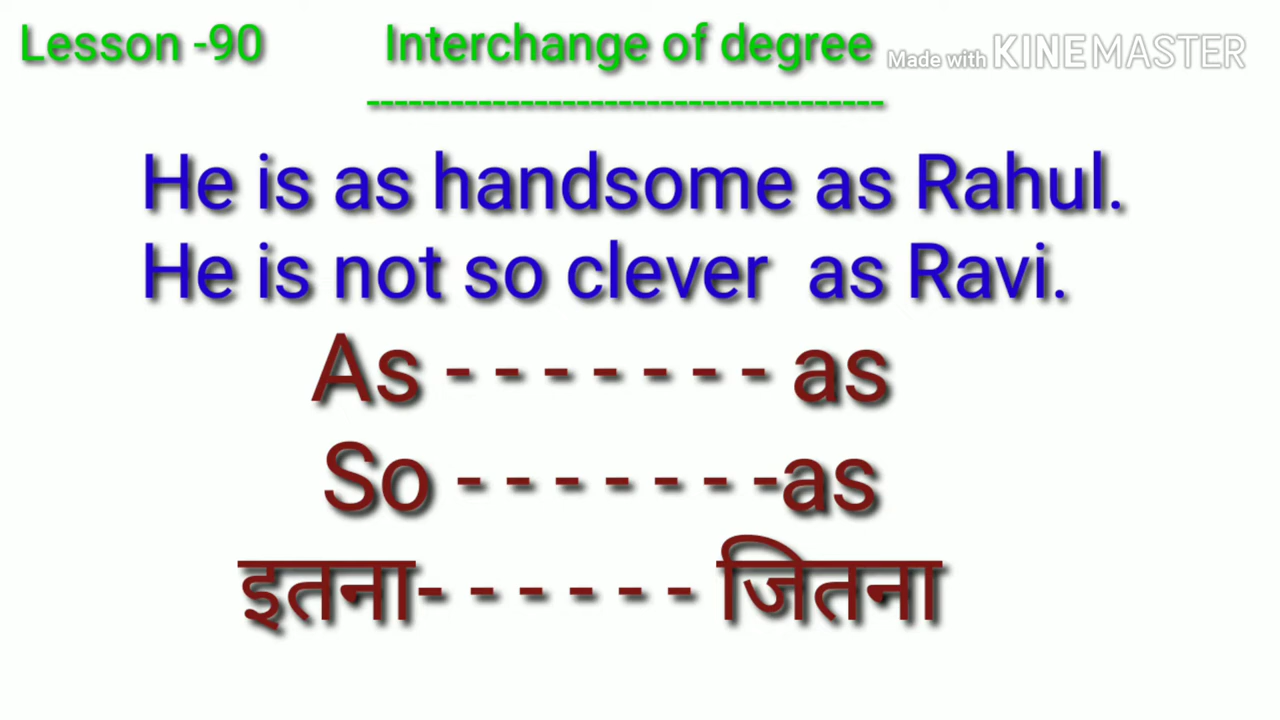 Lesson -90 Interchange of degree Made with KINEMASTER
-------------------------------------
He is as handsome as Rahul.
He is not so clever as Ravi.
As - - - - - - - as
So - - - - - - -as
इतना- - - - - - जितना